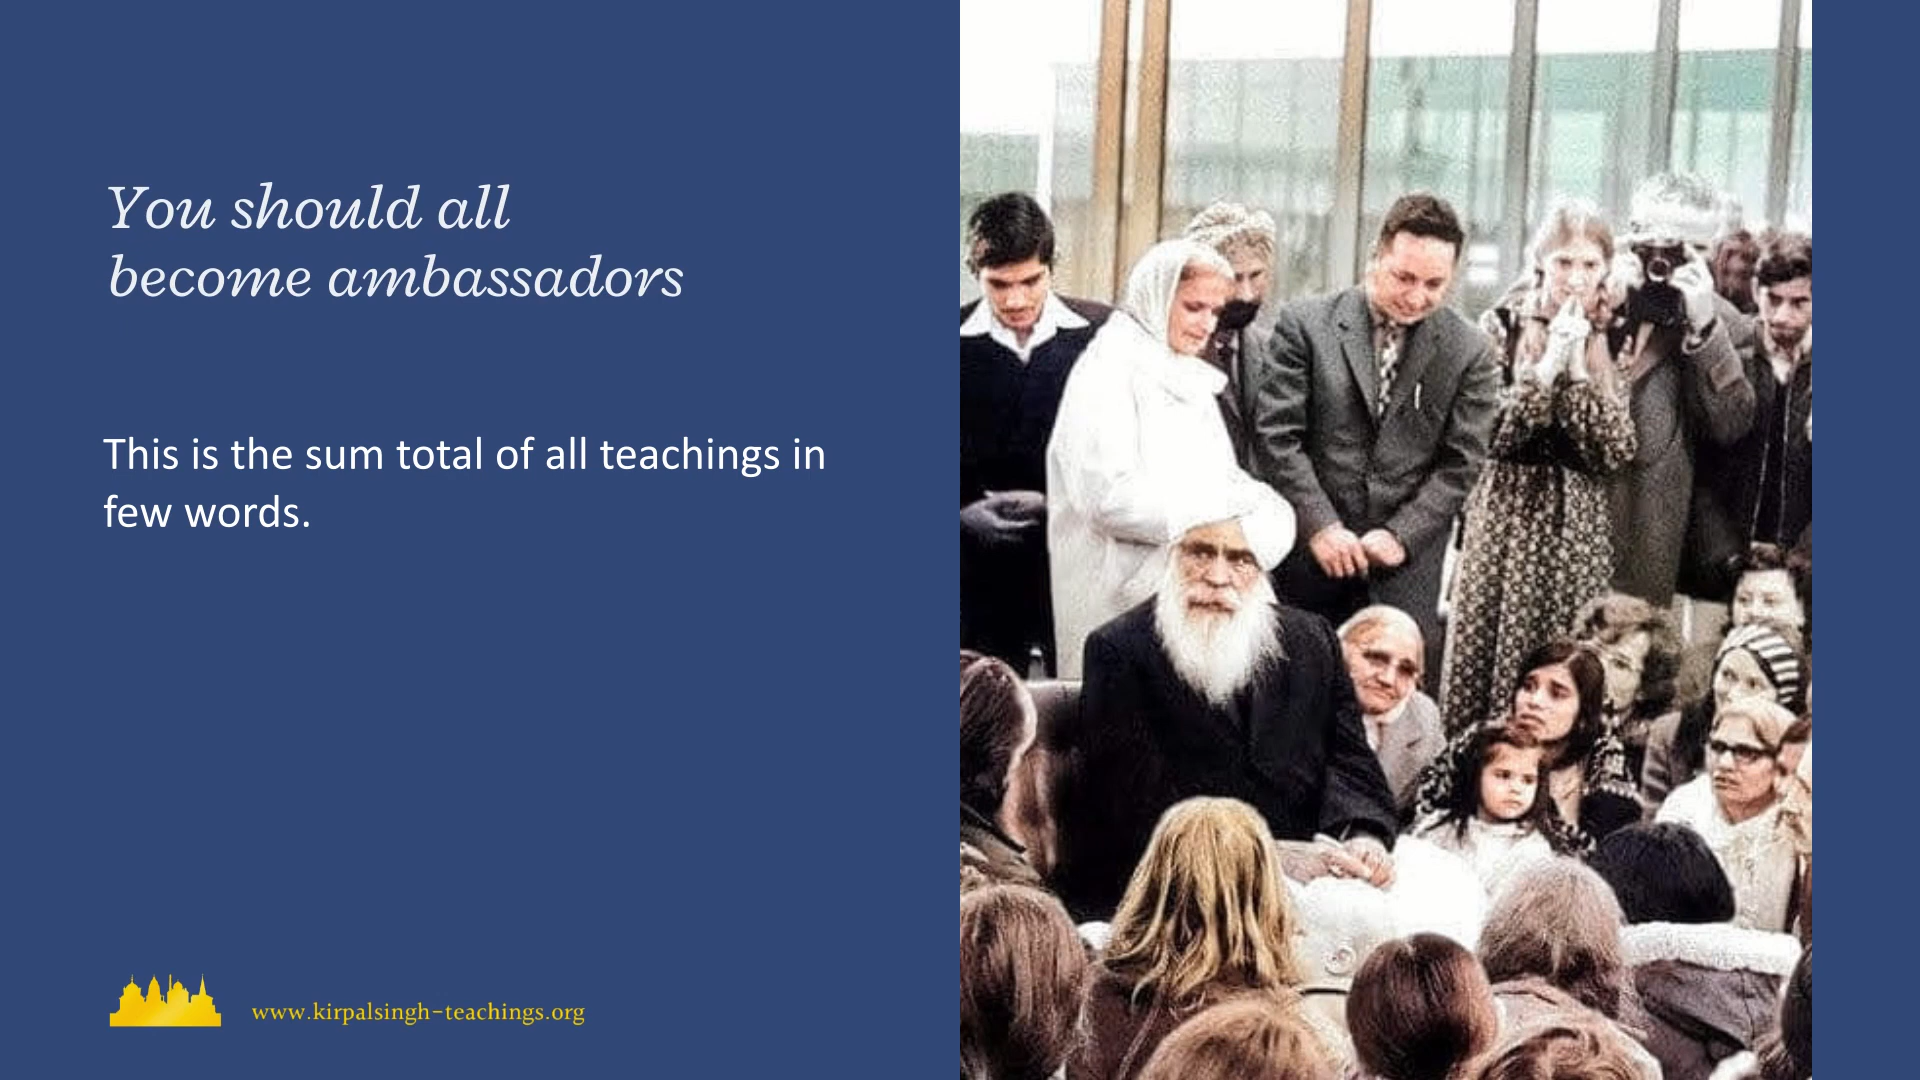 You should all
become ambassadors
This is the sum total of all teachings in
few words.
www.kirpalsingh-teachings.org